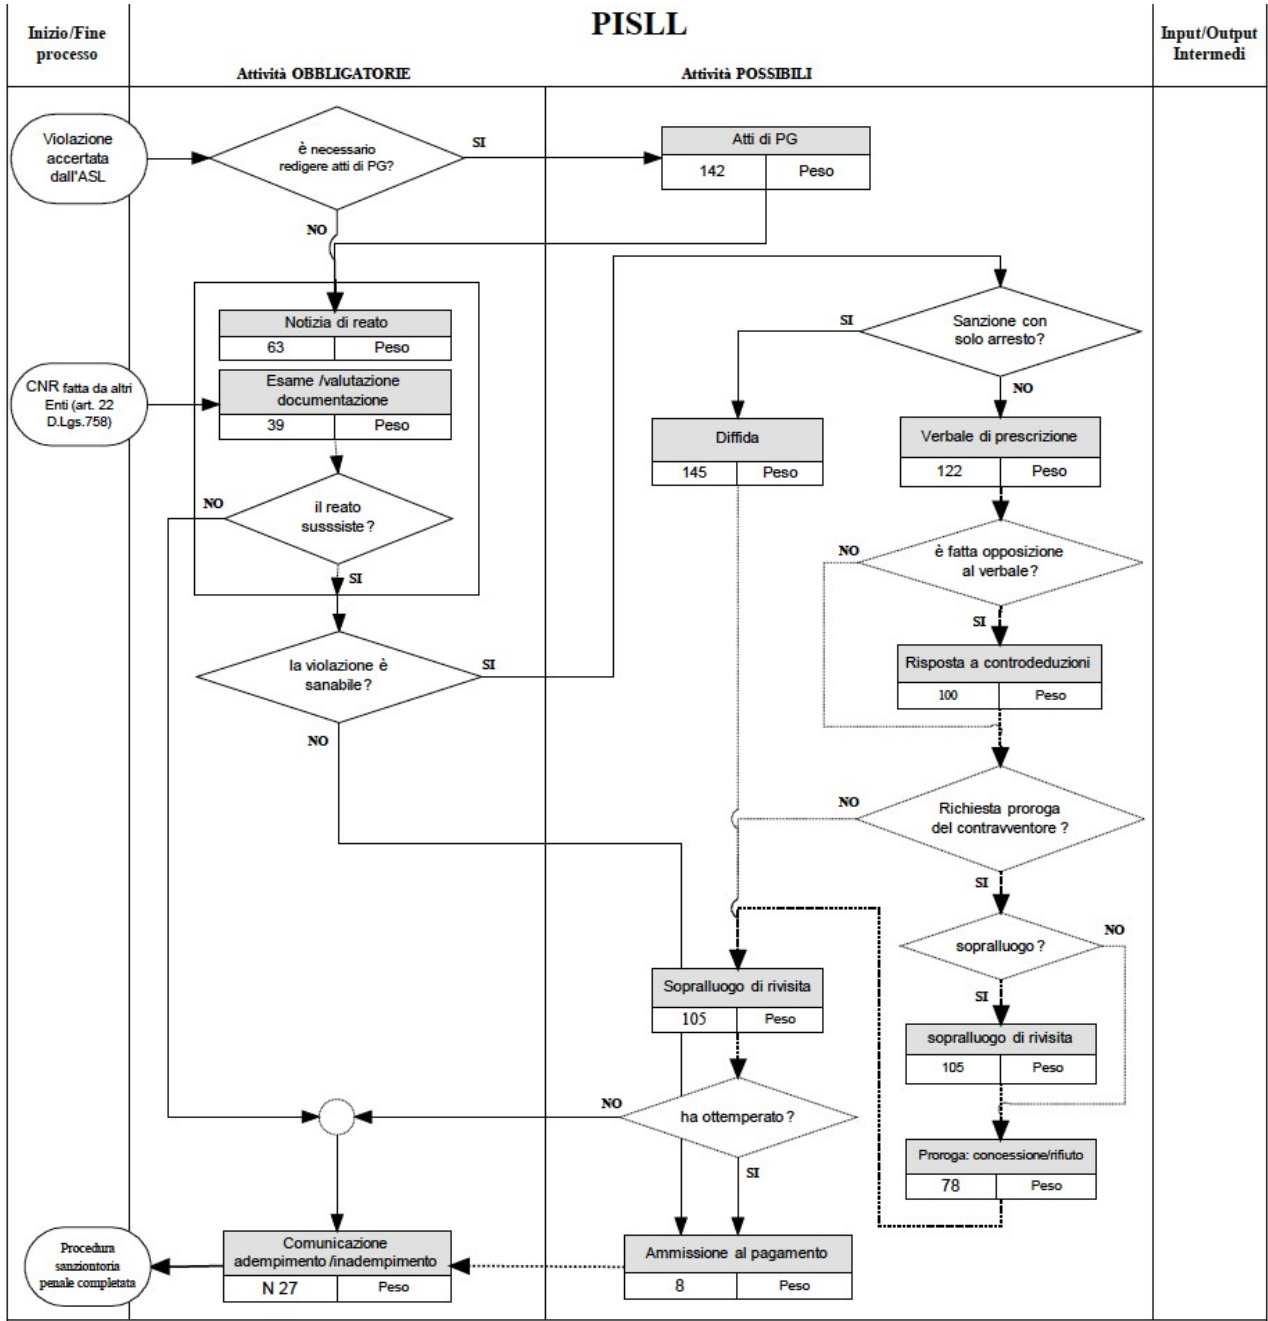 PISLL
Inizio/Fine
processo
Input/Output
Intermedi
Attività OBBLIGATORIE
Attività POSSIBILI
Violazione
accertata
dall'ASL
è necessario
redigere atti di PG?
SI
Atti di PG
142
Peso
NO
Notizia di reato
63
Peso
SI
Sanzione con
solo arresto?
NO
CNR fatta da altri
Enti (art. 22
D.Lgs.758)
Esame /valutazione
documentazione
39
Peso
Diffida
145
Peso
Verbale di prescrizione
122
Peso
NO
il reato
susssiste ?
SI
NO
è fatta opposizione
al verbale?
SI
la violazione è
sanabile ?
SI
NO
Risposta a controdeduzioni
100
Peso
NO
Richiesta proroga
del contravventore ?
SI
sopralluogo ?
NO
SI
Sopralluogo di rivisita
105
Peso
sopralluogo di rivisita
105
Peso
NO
ha ottemperato ?
SI
Proroga: concessione/rifiuto
78
Peso
Procedura
sanziontoria
penale completata
Comunicazione
adempimento /inadempimento
N 27
Peso
Ammissione al pagamento
8
Peso